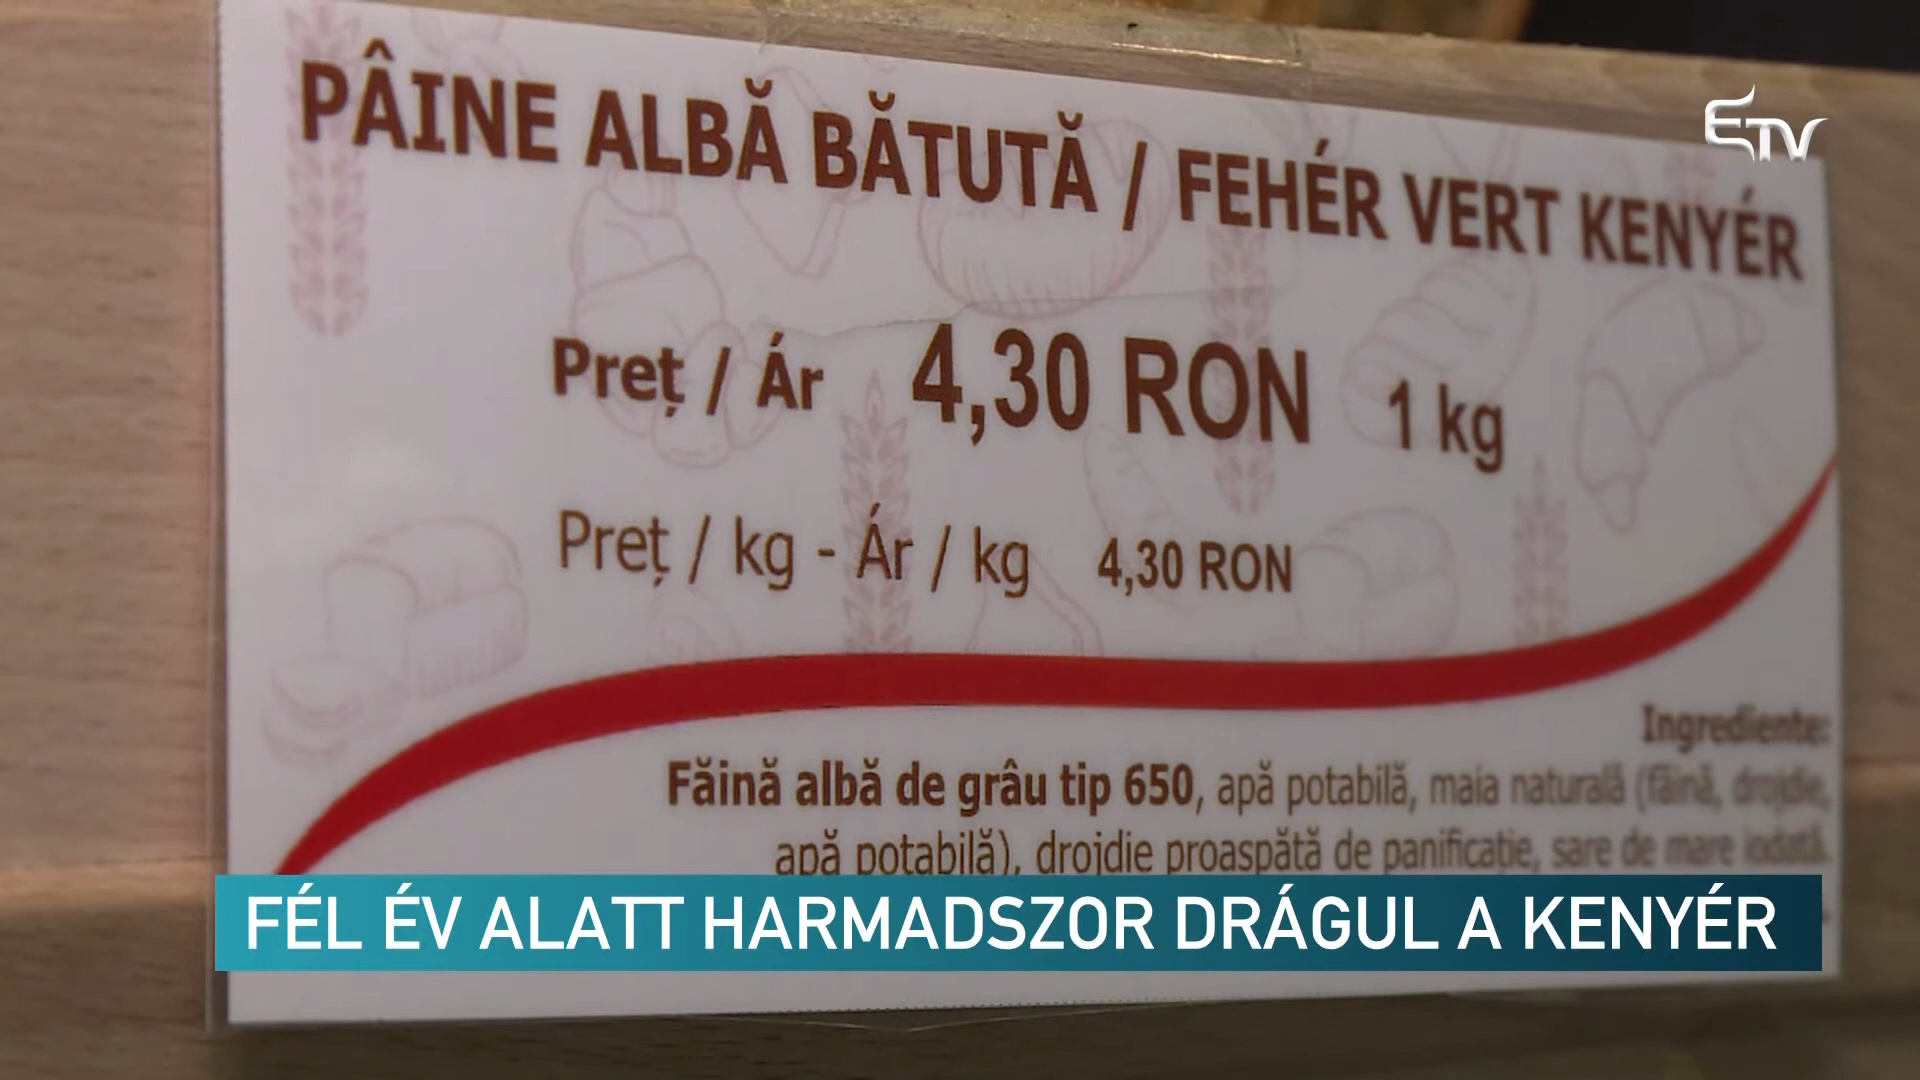 PÂINE ALBĂ BĂTUTĂ / FEHÉR VERT KENYÉR
ETV
Preț / Ár 4,30 RON 1 kg
Preț / kg - Ár / kg 4,30 RON
Ingrediente:
Făină albă de grâu tip 650, apă potabilă, maia naturală (făină, drojdie,
apă potabilă), drojdie proaspătă de panificație, sare de mare iodată.
FÉL ÉV ALATT HARMADSZOR DRÁGUL A KENYÉR